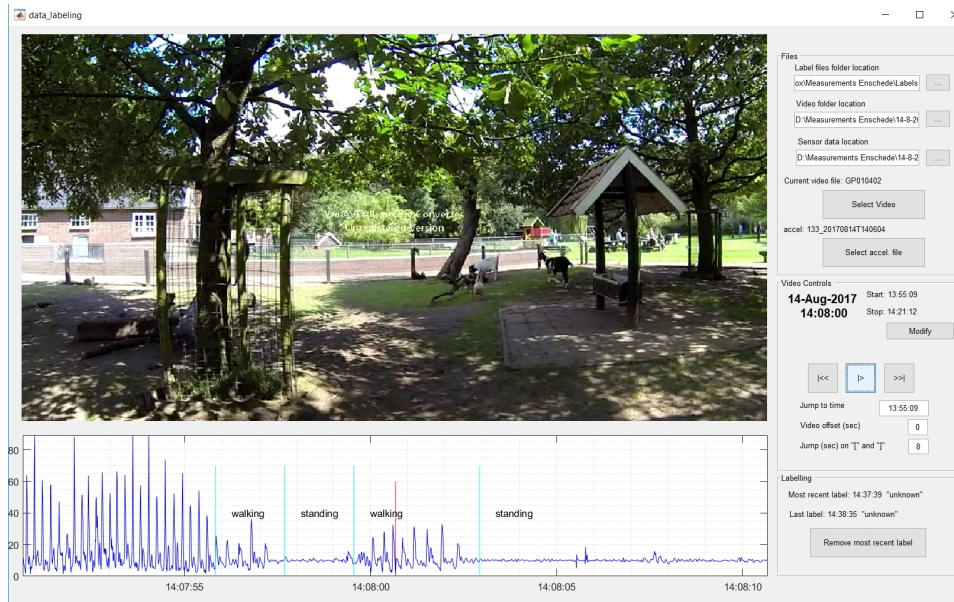 data_labeling
Files
Label files folder location
ox\Measurements Enschede\Labels
...
Video folder location
D:\Measurements Enschede\14-8-20
...
Sensor data location
D:\Measurements Enschede\14-8-2
...
Current video file: GP010402
Select Video
accel: 133_20170814T140604
Select accel. file
Video Controls
14-Aug-2017
14:08:00
Start: 13:55:09
Stop: 14:21:12
Modify
|<<
|>
>>|
Jump to time
13:55:09
Video offset (sec)
0
Jump (sec) on "[" and "]"
8
Labelling
Most recent label: 14:37:39 "unknown"
Last label: 14:38:35 "unknown"
Remove most recent label
Converter
Unregistered Version
80
60
40
20
0
walking
standing
walking
standing
14:07:55
14:08:00
14:08:05
14:08:10